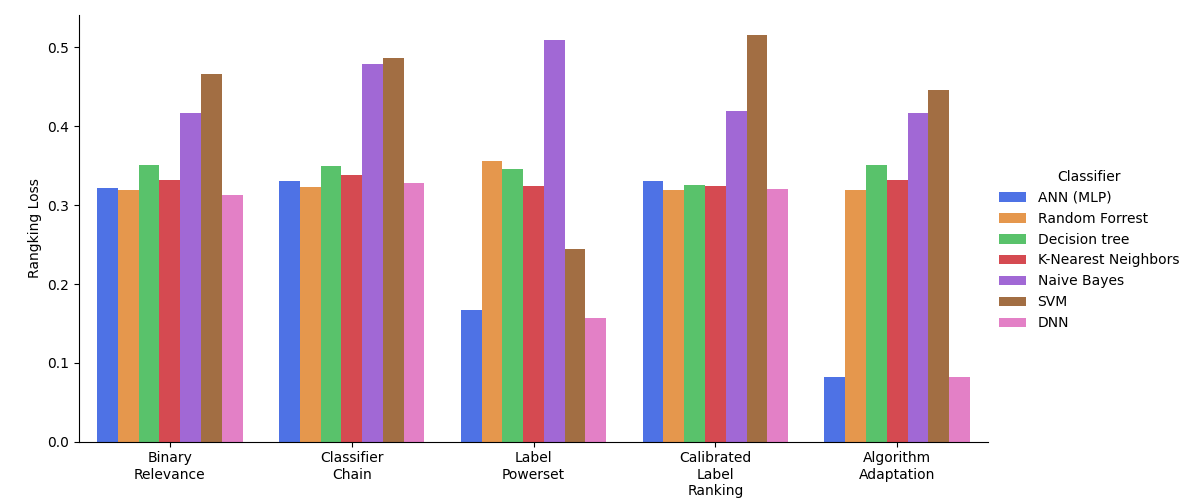 0.5
0.4
0.3
0.2
0.1
0.0
Rangking Loss
Binary
Relevance
Classifier
Chain
Label
Powerset
Calibrated
Label
Ranking
Algorithm
Adaptation
Classifier
ANN (MLP)
Random Forrest
Decision tree
K-Nearest Neighbors
Naive Bayes
SVM
DNN